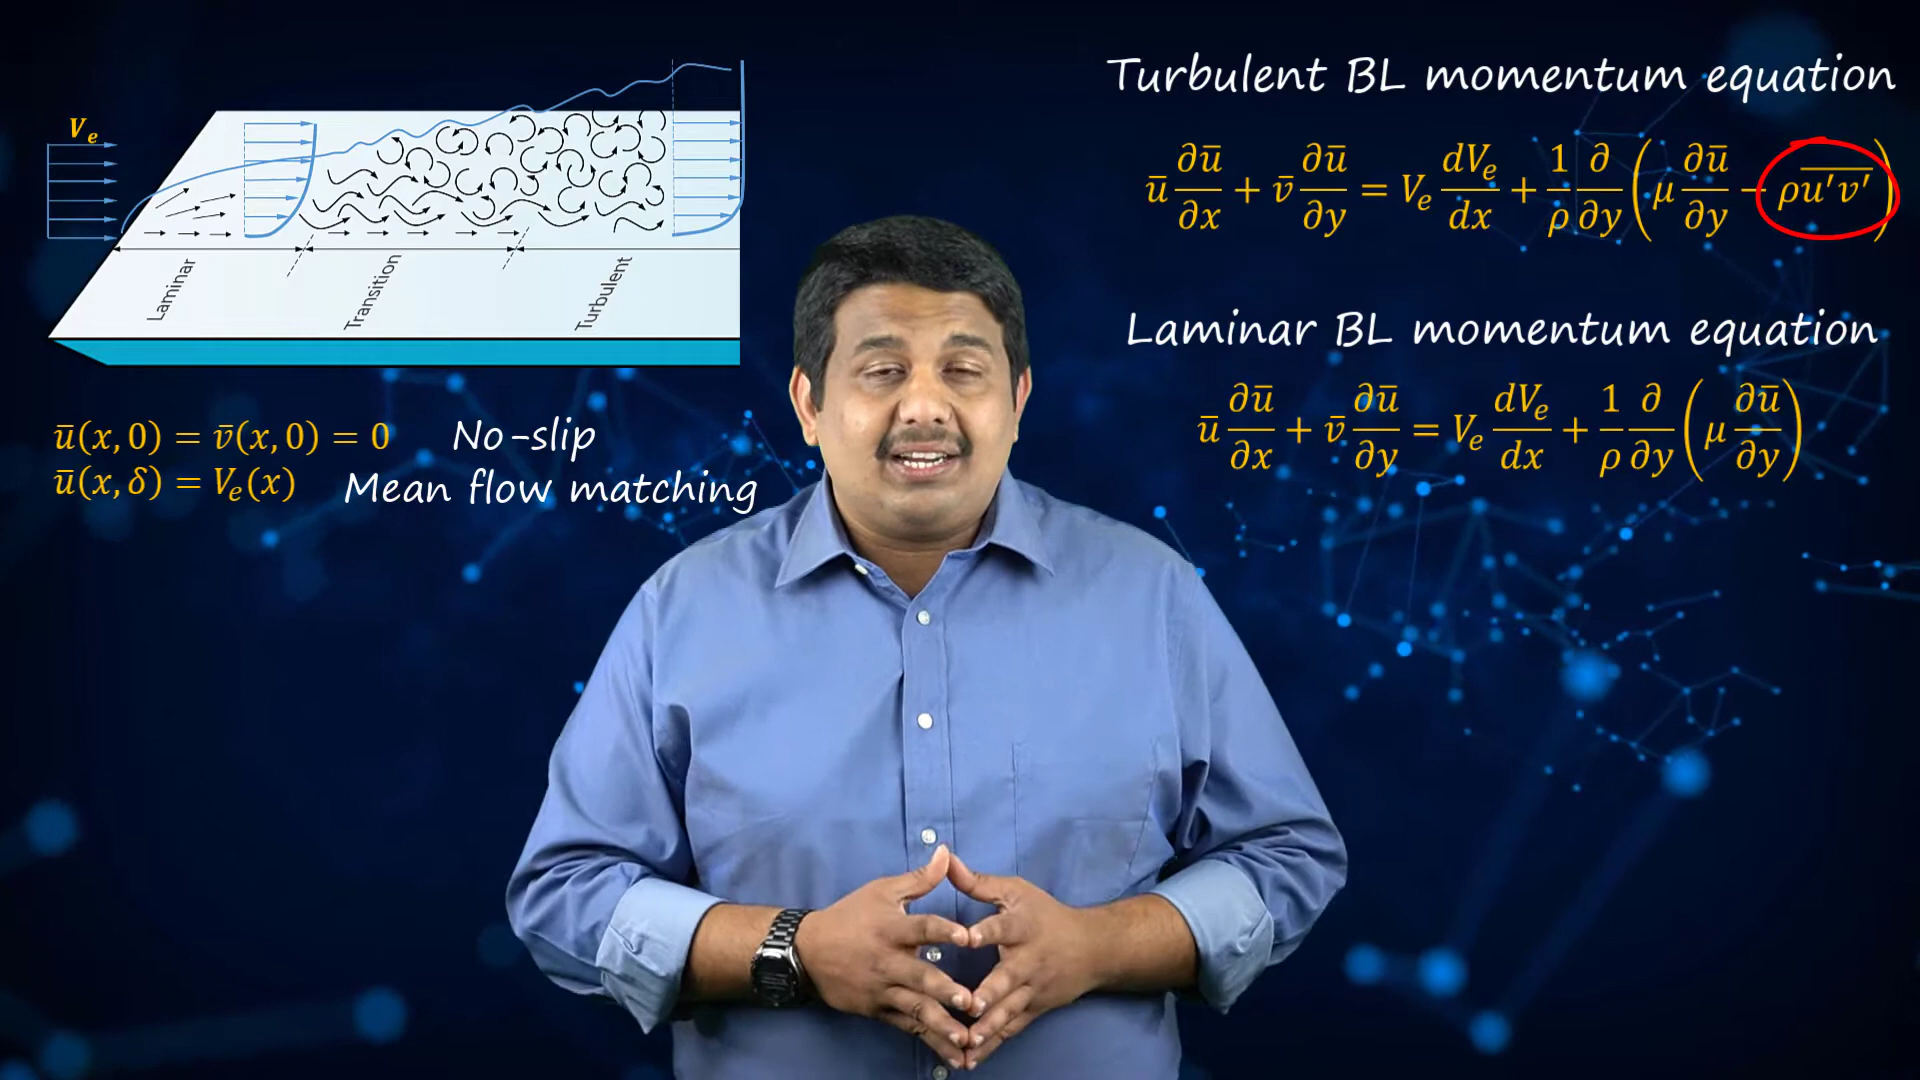 V_e
Laminar
Transition
Turbulent
ū(x, 0) = v̄(x, 0) = 0 No-slip
ū(x, δ) = V_e(x) Mean flow matching
Turbulent BL momentum equation
ū ∂ū/∂x + v̄ ∂ū/∂y = V_e dV_e/dx + 1/ρ ∂/∂y (μ ∂ū/∂y − ρ\overline{u′v′})
Laminar BL momentum equation
ū ∂ū/∂x + v̄ ∂ū/∂y = V_e dV_e/dx + 1/ρ ∂/∂y (μ ∂ū/∂y)